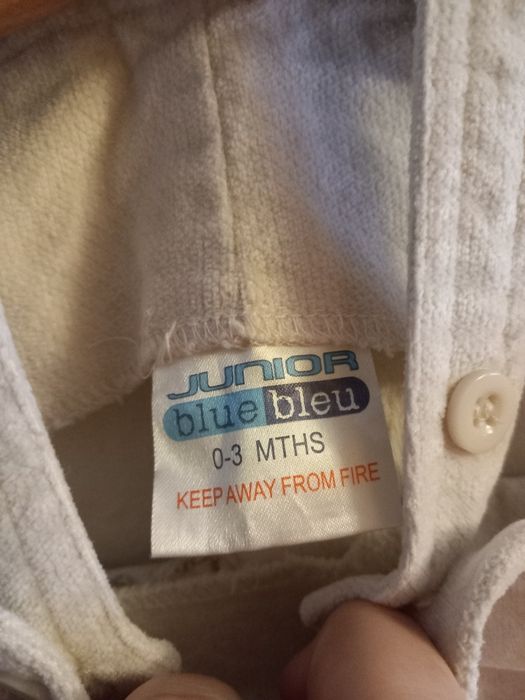 JUNIOR
blue bleu
0-3 MTHS
KEEP AWAY FROM FIRE